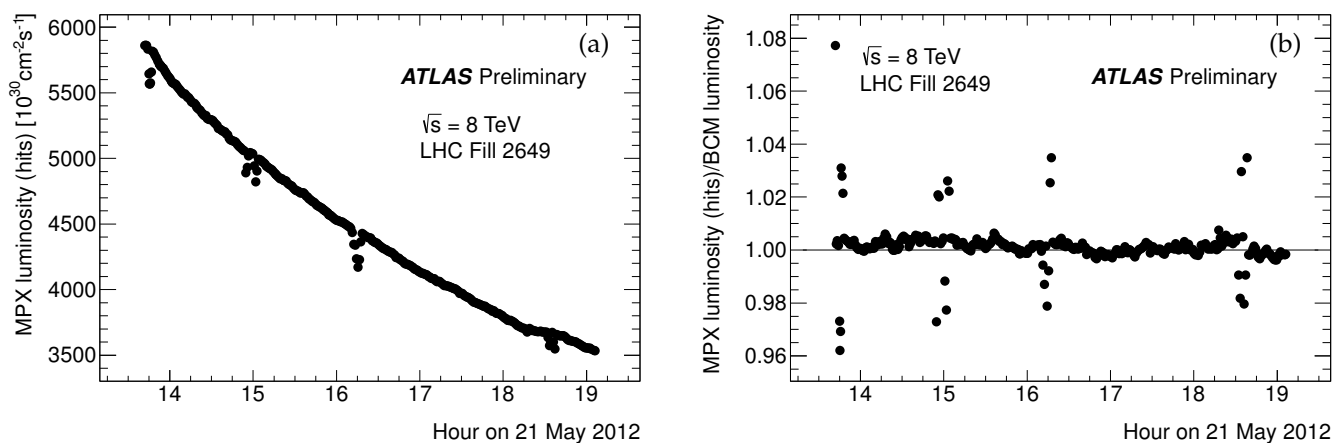 MPX luminosity (hits) [10³⁰cm⁻²s⁻¹]
6000
5500
5000
4500
4000
3500
(a)
ATLAS Preliminary
√s = 8 TeV
LHC Fill 2649
14 15 16 17 18 19
Hour on 21 May 2012
MPX luminosity (hits)/BCM luminosity
1.08
1.06
1.04
1.02
1.00
0.98
0.96
(b)
√s = 8 TeV
LHC Fill 2649
ATLAS Preliminary
14 15 16 17 18 19
Hour on 21 May 2012